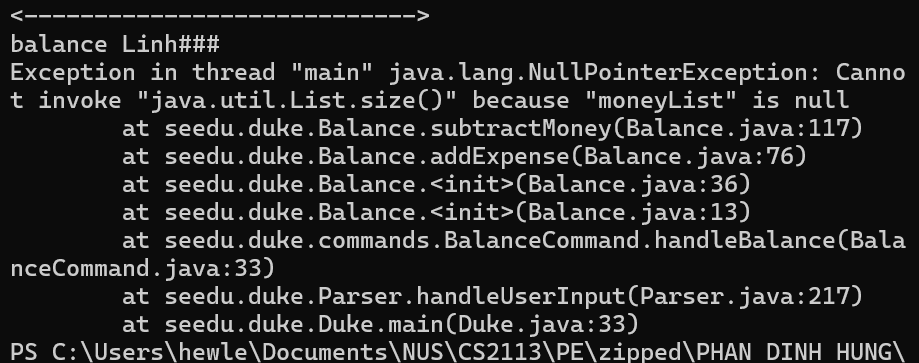 <---------------------------->
balance Linh###
Exception in thread "main" java.lang.NullPointerException: Canno
t invoke "java.util.List.size()" because "moneyList" is null
        at seedu.duke.Balance.subtractMoney(Balance.java:117)
        at seedu.duke.Balance.addExpense(Balance.java:76)
        at seedu.duke.Balance.<init>(Balance.java:36)
        at seedu.duke.Balance.<init>(Balance.java:13)
        at seedu.duke.commands.BalanceCommand.handleBalance(Bala
nceCommand.java:33)
        at seedu.duke.Parser.handleUserInput(Parser.java:217)
        at seedu.duke.Duke.main(Duke.java:33)
PS C:\Users\hewle\Documents\NUS\CS2113\PE\zipped\PHAN DINH HUNG\